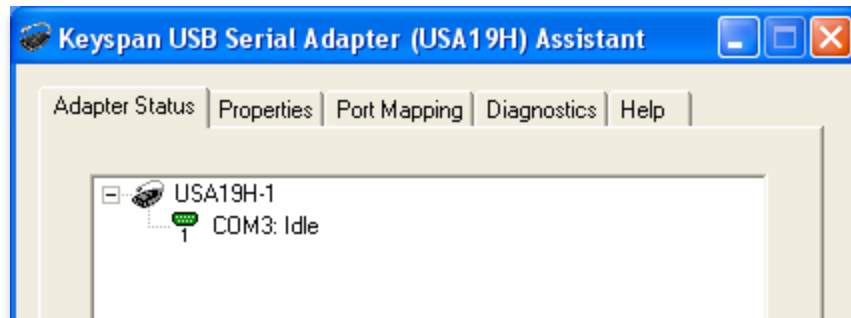 Keyspan USB Serial Adapter (USA19H) Assistant
Adapter Status Properties Port Mapping Diagnostics Help
USA19H-1
1 COM3: Idle